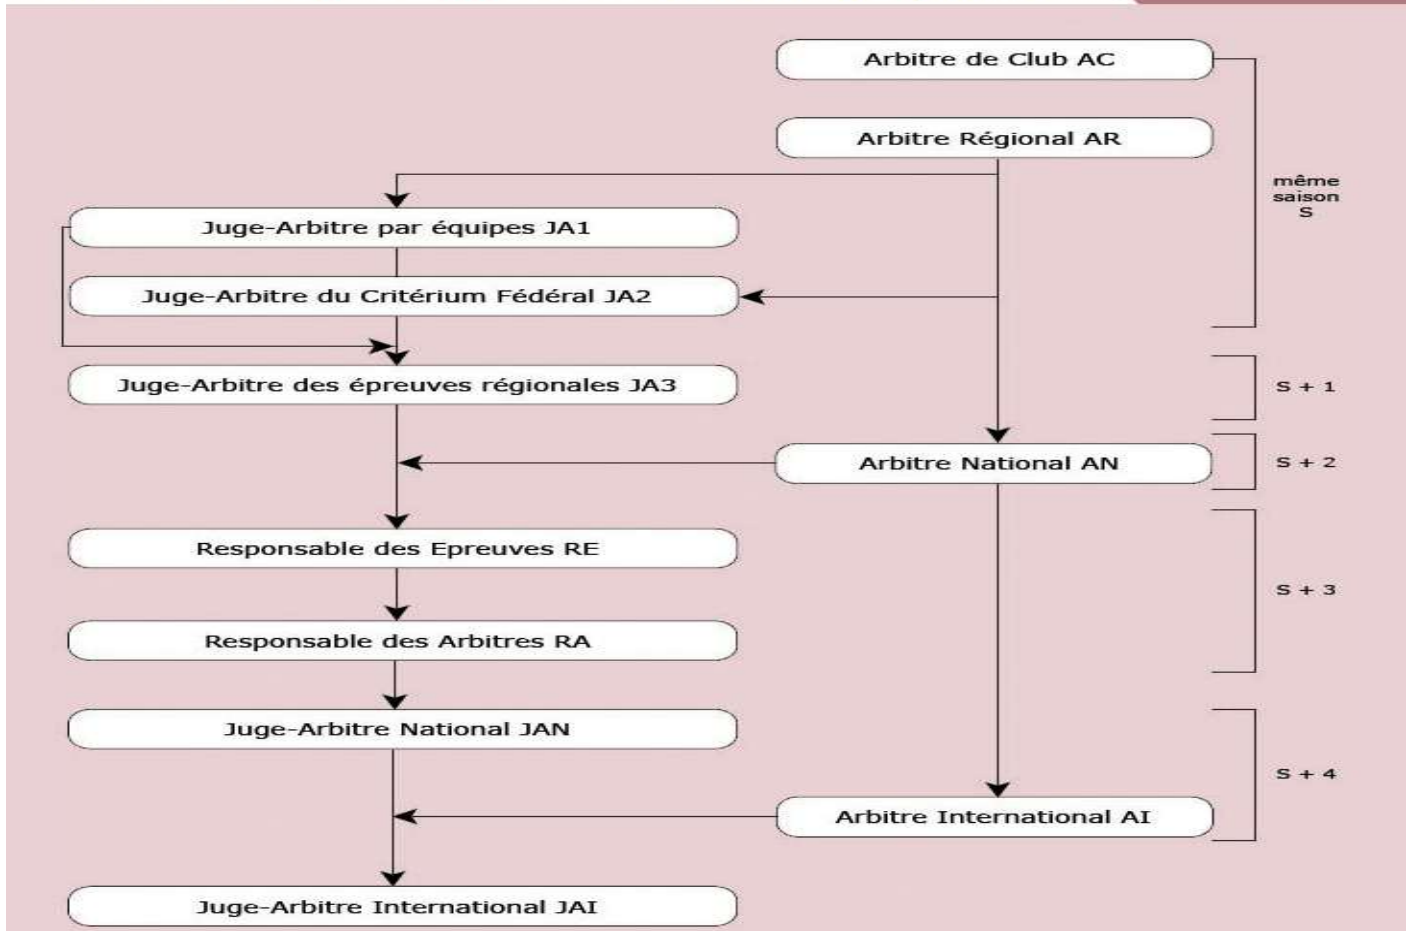 Arbitre de Club AC
Arbitre Régional AR
même
saison
S
Juge-Arbitre par équipes JA1
Juge-Arbitre du Critérium Fédéral JA2
Juge-Arbitre des épreuves régionales JA3
S + 1
Arbitre National AN
S + 2
Responsable des Epreuves RE
S + 3
Responsable des Arbitres RA
Juge-Arbitre National JAN
S + 4
Arbitre International AI
Juge-Arbitre International JAI